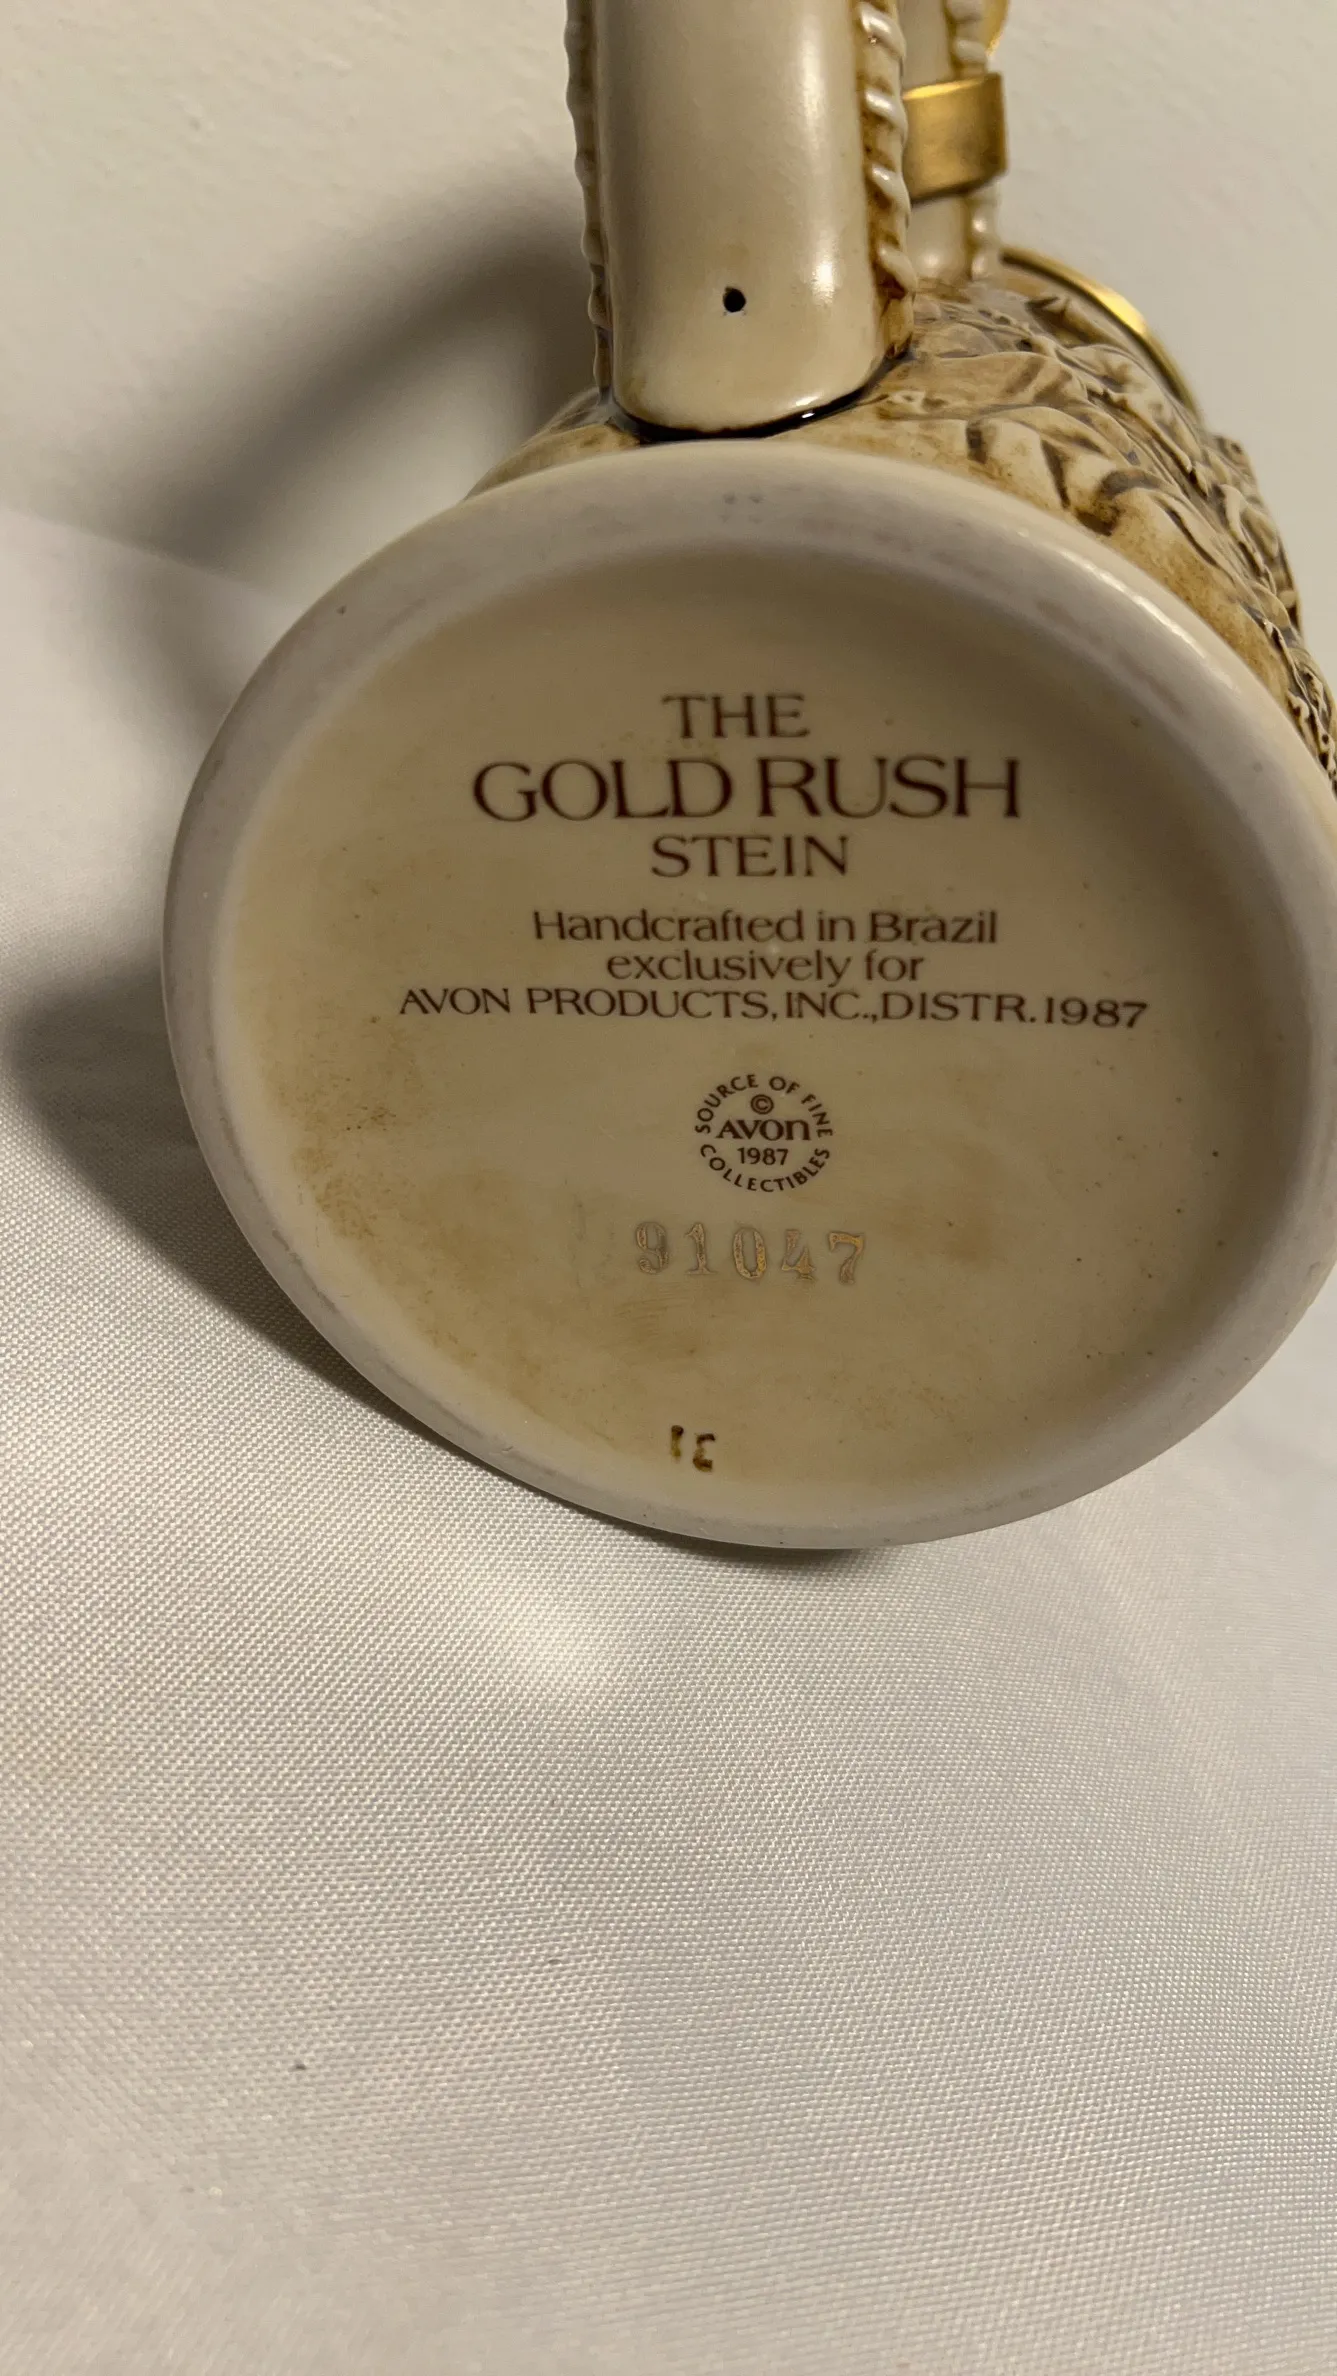 THE
GOLD RUSH
STEIN
Handcrafted in Brazil
exclusively for
AVON PRODUCTS, INC., DISTR. 1987
SOURCE OF FINE
©
AVON
1987
COLLECTIBLES
91047